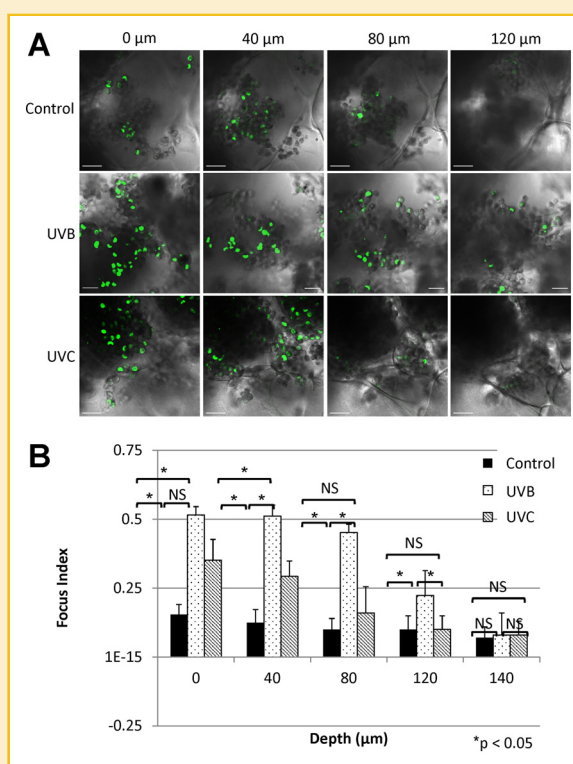 A
0 µm 40 µm 80 µm 120 µm
Control
UVB
UVC
B
0.75
0.5
0.25
1E-15
-0.25
Focus Index
* * * NS
* * * *
NS * *
NS * *
NS NS NS
Control
UVB
UVC
0 40 80 120 140
Depth (µm)
*p < 0.05